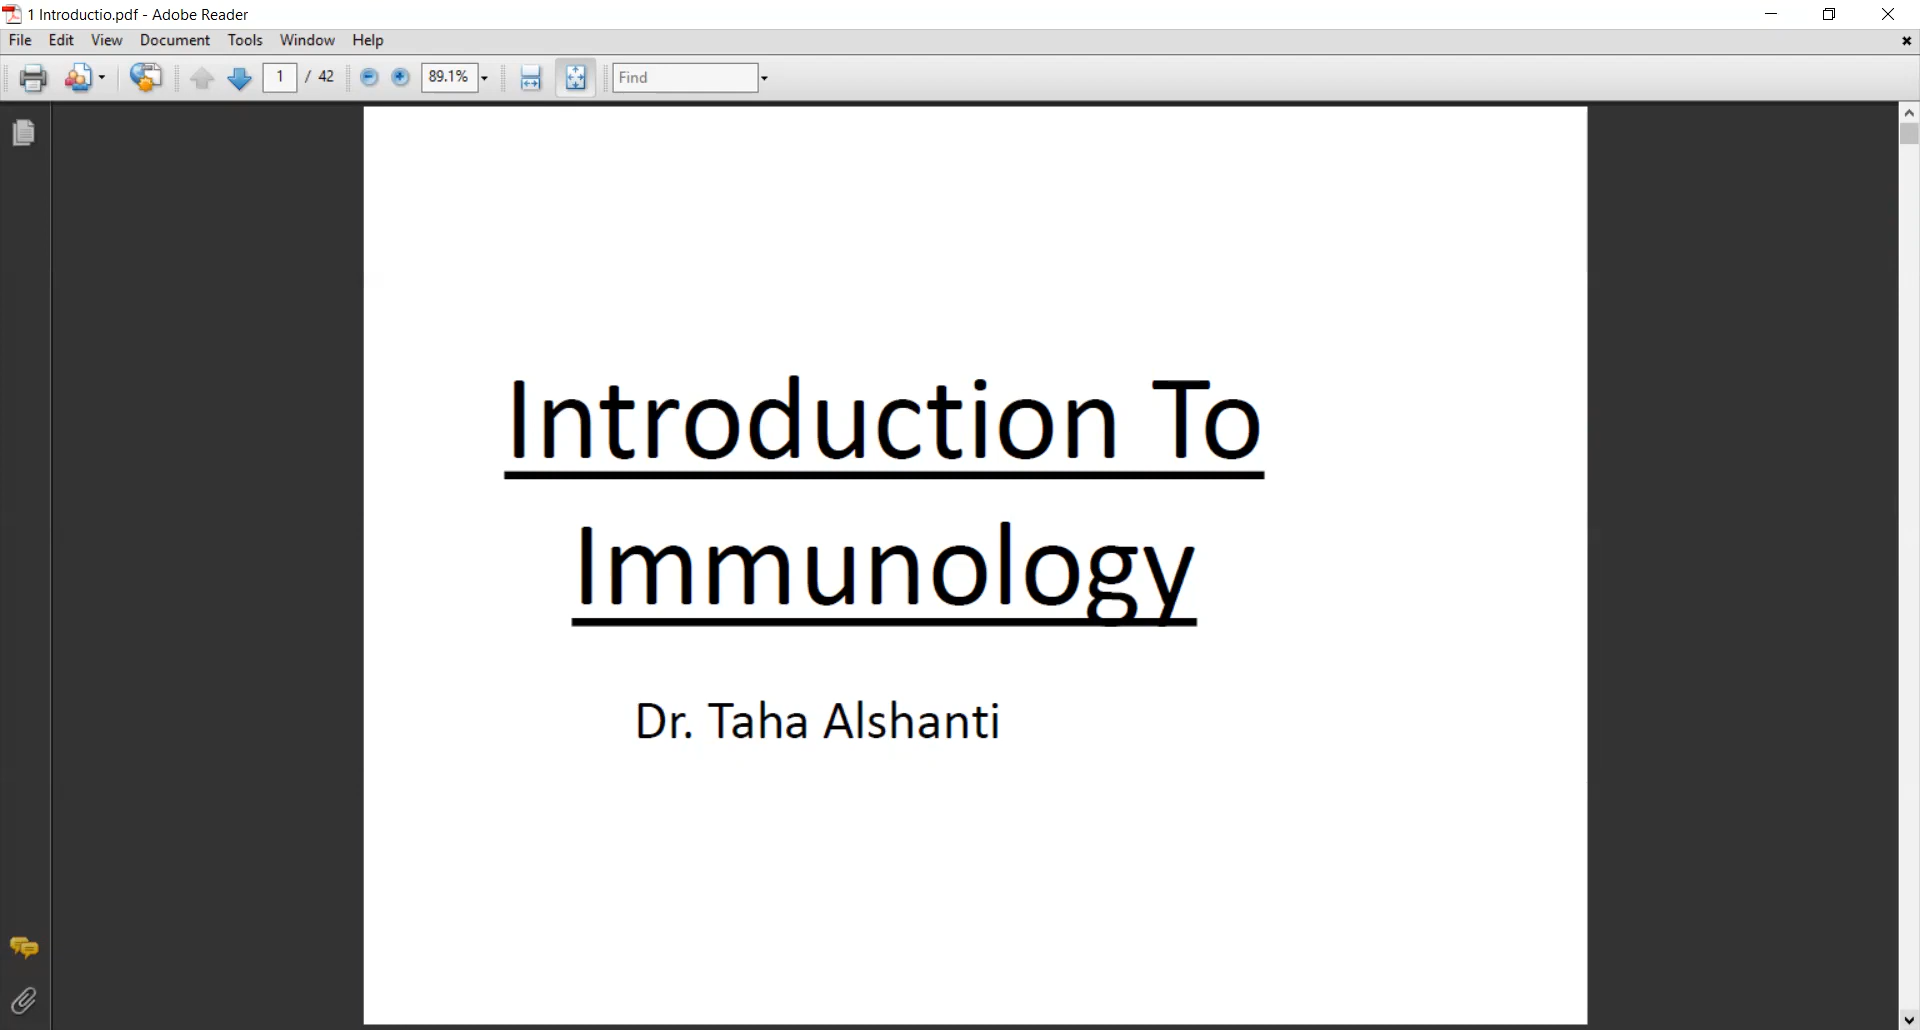 1 Introductio.pdf - Adobe Reader
File Edit View Document Tools Window Help
1 / 42 89.1% Find
Introduction To
Immunology
Dr. Taha Alshanti